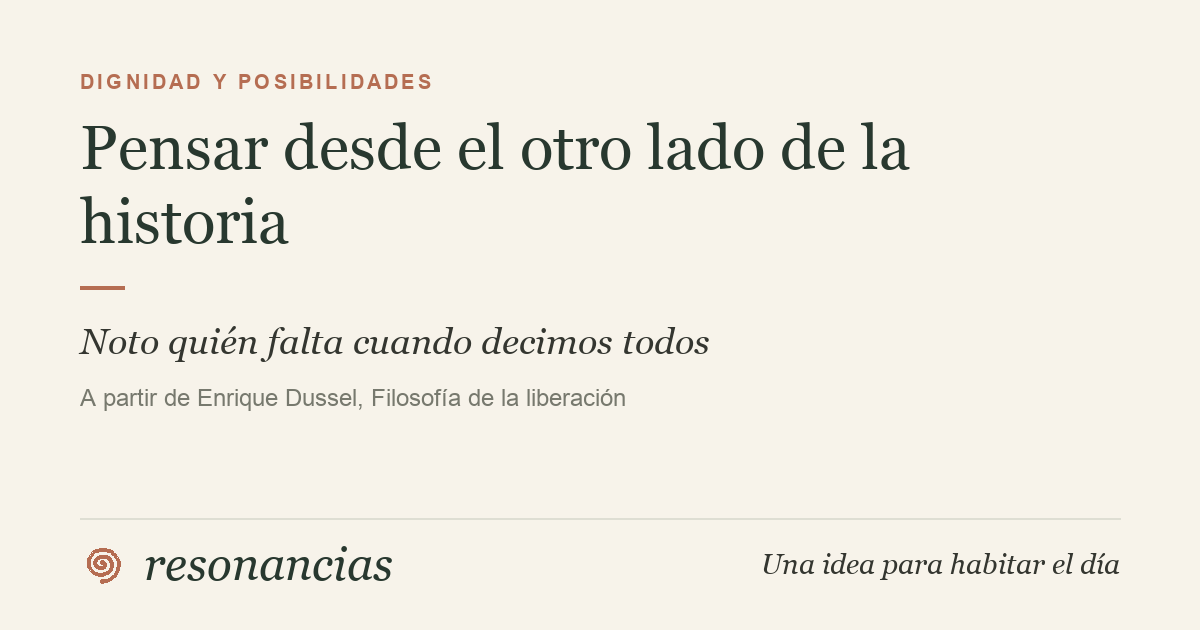 DIGNIDAD Y POSIBILIDADES
Pensar desde el otro lado de la
historia
Noto quién falta cuando decimos todos
A partir de Enrique Dussel, Filosofía de la liberación
resonancias
Una idea para habitar el día